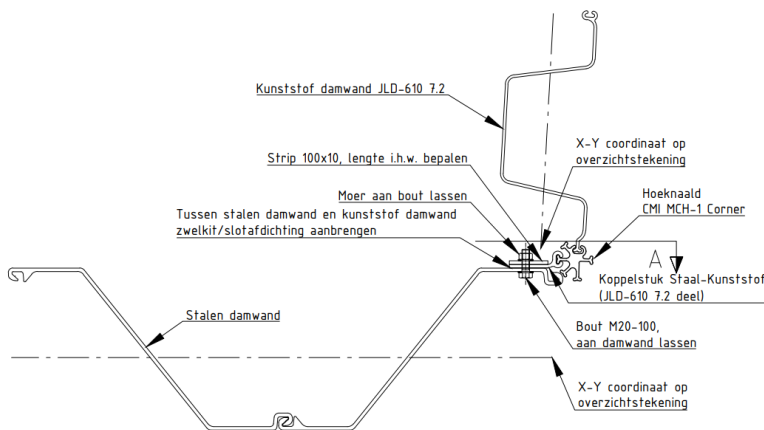 Kunststof damwand JLD-610 7.2
X-Y coordinaat op
overzichtstekening
Strip 100x10, lengte i.h.w. bepalen
Moer aan bout lassen
Hoeknaald
CMI MCH-1 Corner
Tussen stalen damwand en kunststof damwand
zwelkit/slotafdichting aanbrengen
A
Koppelstuk Staal-Kunststof
(JLD-610 7.2 deel)
Stalen damwand
Bout M20-100,
aan damwand lassen
X-Y coordinaat op
overzichtstekening